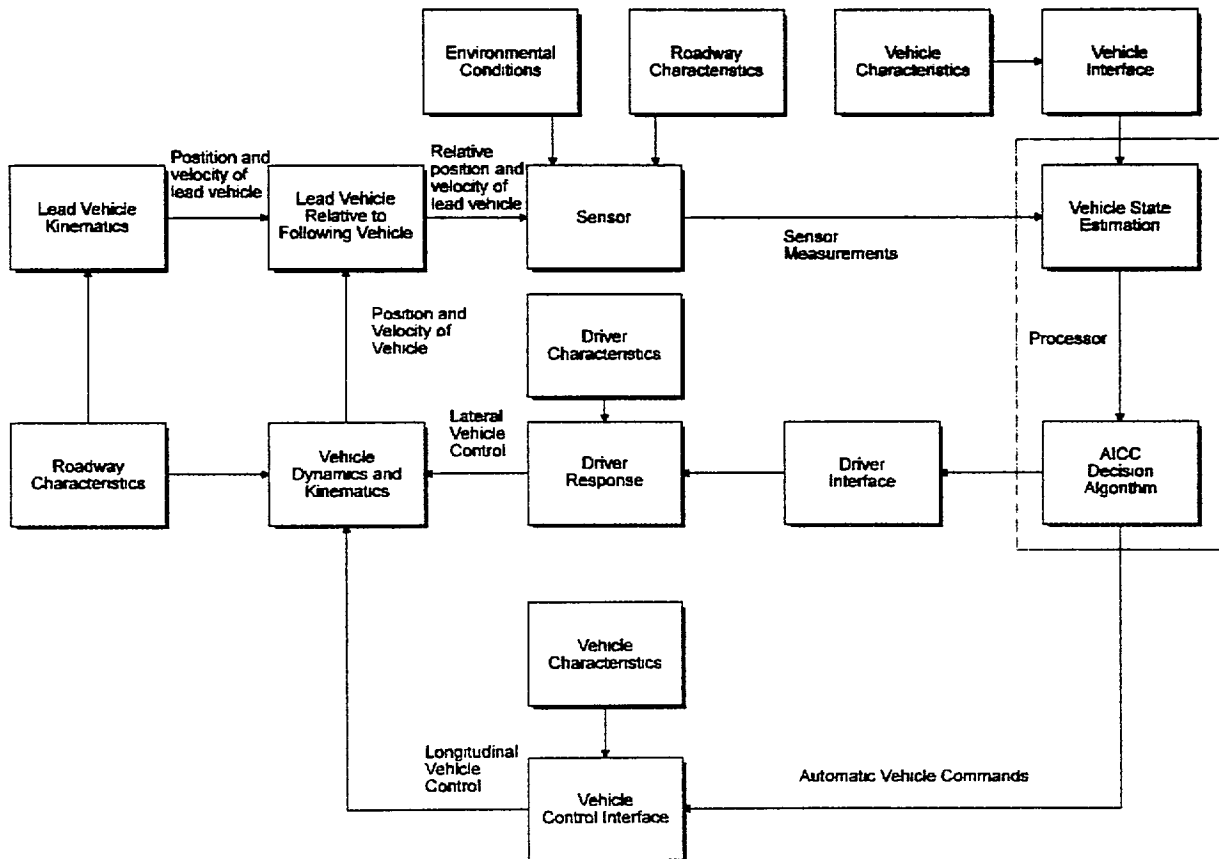 Environmental
Conditions
Roadway
Characteristics
Vehicle
Characteristics
Vehicle
Interface
Postition and
velocity of
lead vehicle
Relative
position and
velocity of
lead vehicle
Lead Vehicle
Kinematics
Lead Vehicle
Relative to
Following Vehicle
Sensor
Vehicle State
Estimation
Sensor
Measurements
Position and
Velocity of
Vehicle
Driver
Characteristics
Processor
Lateral
Vehicle
Control
Roadway
Characteristics
Vehicle
Dynamics and
Kinematics
Driver
Response
Driver
Interface
AICC
Decision
Algorithm
Vehicle
Characteristics
Longitudinal
Vehicle
Control
Automatic Vehicle Commands
Vehicle
Control Interface